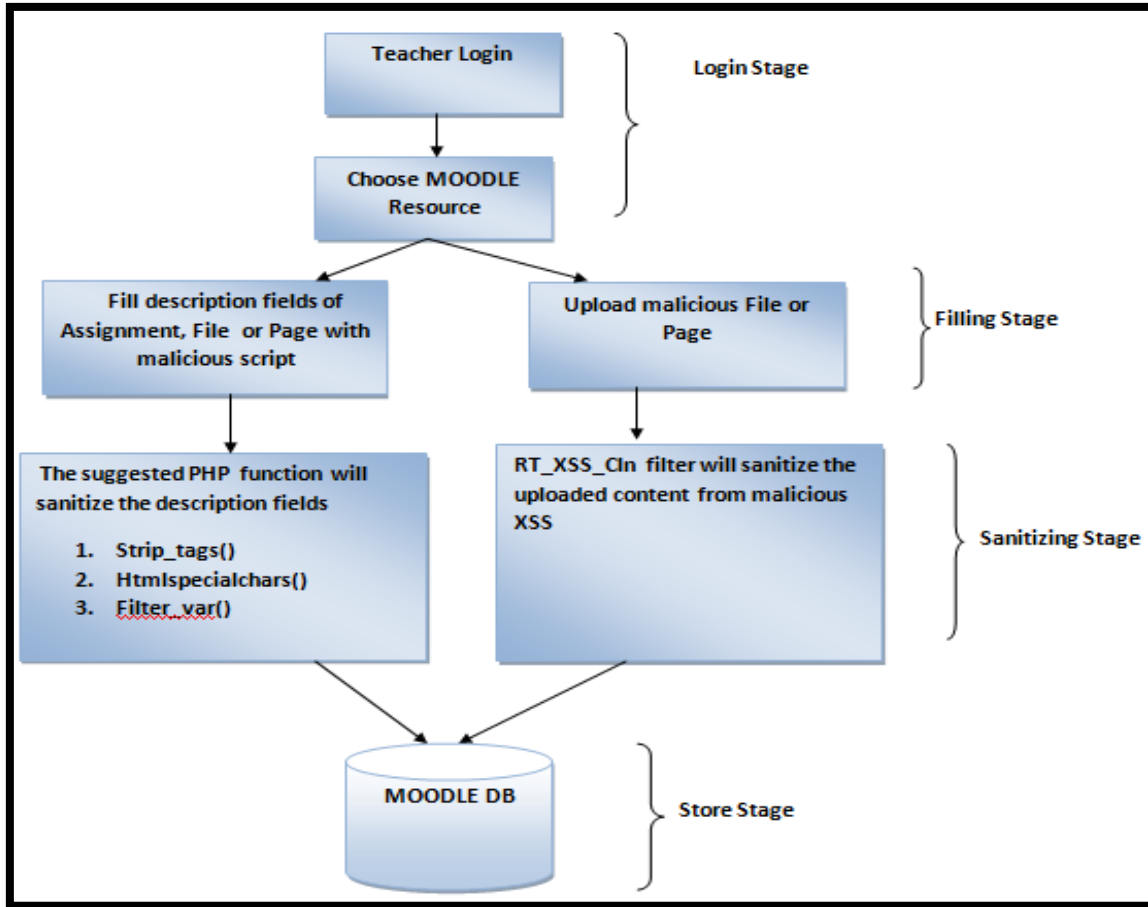 Teacher Login
Login Stage
Choose MOODLE
Resource
Fill description fields of
Assignment, File or Page with
malicious script
Upload malicious File or
Page
Filling Stage
The suggested PHP function will
sanitize the description fields
1. Strip_tags()
2. Htmlspecialchars()
3. Filter_var()
RT_XSS_Cln filter will sanitize the
uploaded content from malicious
XSS
Sanitizing Stage
MOODLE DB
Store Stage